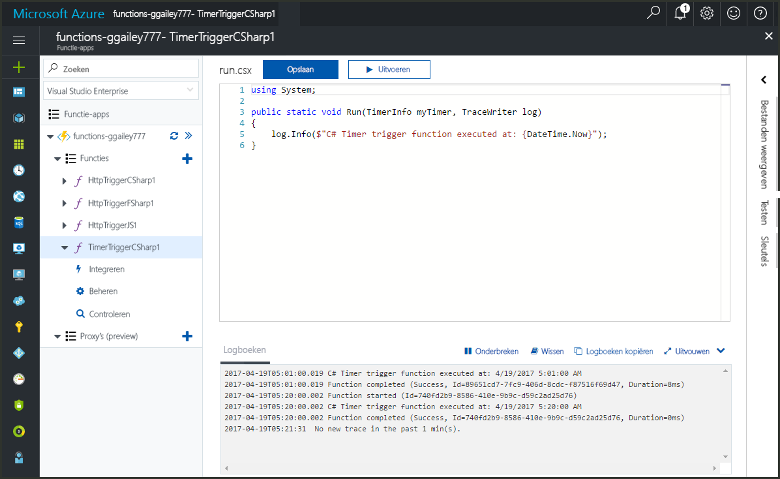 Microsoft Azure functions-ggailey777- TimerTriggerCSharp1
1
functions-ggailey777- TimerTriggerCSharp1
Functie-apps
Zoeken
Visual Studio Enterprise
Functie-apps
functions-ggailey777
Functies
HttpTriggerCSharp1
HttpTriggerFSharp1
HttpTriggerJS1
TimerTriggerCSharp1
Integreren
Beheren
Controleren
Proxy's (preview)
run.csx Opslaan Uitvoeren
1 using System;
2
3 public static void Run(TimerInfo myTimer, TraceWriter log)
4 {
5 log.Info($"C# Timer trigger function executed at: {DateTime.Now}");
6 }
Logboeken Onderbreken Wissen Logboeken kopiëren Uitvouwen
2017-04-19T05:01:00.019 C# Timer trigger function executed at: 4/19/2017 5:01:00 AM
2017-04-19T05:01:00.019 Function completed (Success, Id=89651cd7-7fc9-406d-8cdc-f87516f69d47, Duration=8ms)
2017-04-19T05:20:00.002 Function started (Id=740fd2b9-8586-410e-9b9c-d59c2ad25d76)
2017-04-19T05:20:00.002 C# Timer trigger function executed at: 4/19/2017 5:20:00 AM
2017-04-19T05:20:00.002 Function completed (Success, Id=740fd2b9-8586-410e-9b9c-d59c2ad25d76, Duration=0ms)
2017-04-19T05:21:31 No new trace in the past 1 min(s).
Bestanden weergeven
Testen
Sleutels